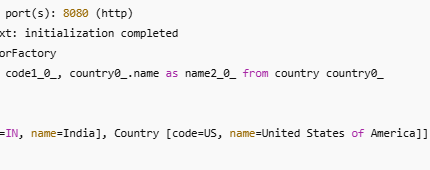 port(s): 8080 (http)
xt: initialization completed
orFactory
code1_0_, country0_.name as name2_0_ from country country0_
=IN, name=India], Country [code=US, name=United States of America]]